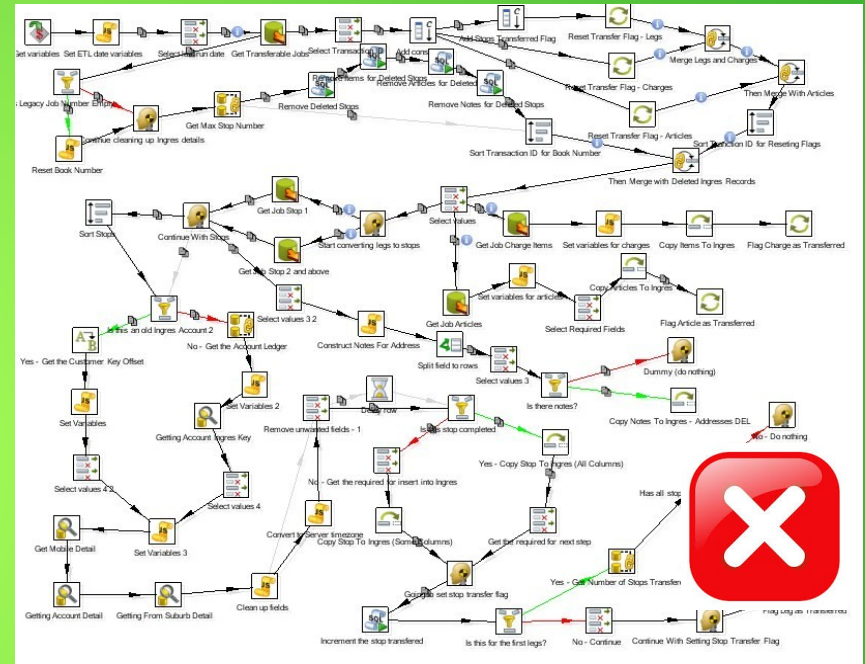 Get variables
Set ETL date variables
Select last run date
Get Transferable Jobs
Select Transaction ID
Add cons
Add Stops Transferred Flag
Reset Transfer Flag - Legs
Merge Legs and Charges
Legacy Job Number Empty
Remove Items for Deleted Stops
Remove Articles for Deleted
Reset Transfer Flag - Charges
Then Merge With Articles
Remove Deleted Stops
Remove Notes for Deleted Stops
Get Max Stop Number
Continue cleaning up Ingres details
Reset Transfer Flag - Articles
Reset Book Number
Sort Transaction ID for Book Number
for Reseting Flags
Then Merge with Deleted Ingres Records
Get Job Stop 1
Select values
Sort Stops
Continue With Stops
Start converting legs to stops
Get Job Charge Items
Set variables for charges
Copy Items To Ingres
Flag Charge as Transferred
Get Job Stop 2 and above
Copy Articles To Ingres
Set variables for articles
Select values 3 2
Get Job Articles
Select Required Fields
Flag Article as Transferred
Is this an old Ingres Account 2
Yes - Get the Customer Key Offset
No - Get the Account Ledger
Construct Notes For Address
Split field to rows
Select values 3
Dummy (do nothing)
Is there notes?
Copy Notes To Ingres - Addresses DEL
Set Variables
Set Variables 2
Delay row
Getting Account Ingres Key
Remove unwanted fields - 1
Is this stop completed
No - Do nothing
Yes - Copy Stop To Ingres (All Columns)
Select values 4 2
Select values 4
No - Get the required for insert into Ingres
Has all stop
Get Mobile Detail
Set Variables 3
Convert to Server timezone
Copy Stop To Ingres (Some Columns)
Get the required for next step
Going to set stop transfer flag
Yes - Get Number of Stops Transfer
Getting Account Detail
Getting From Suburb Detail
Clean up fields
Flag Leg as Transferred
Increment the stop transfered
Is this for the first legs?
No - Continue
Continue With Setting Stop Transfer Flag